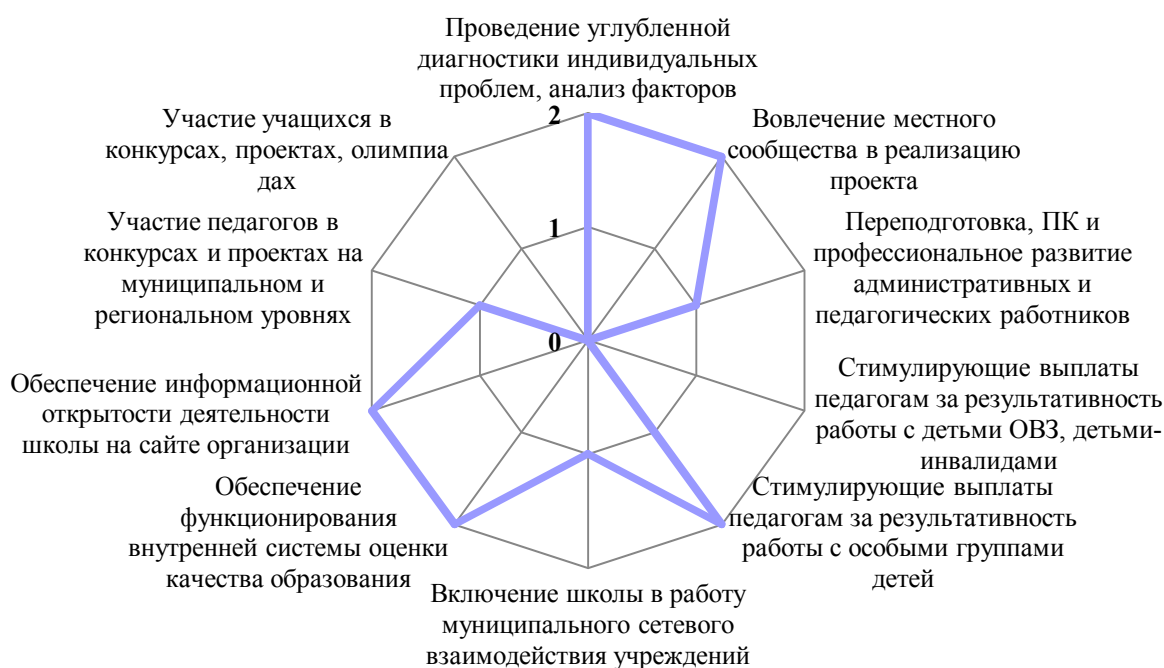 Проведение углубленной
диагностики индивидуальных
проблем, анализ факторов
Вовлечение местного
сообщества в реализацию
проекта
Переподготовка, ПК и
профессиональное развитие
административных и
педагогических работников
Стимулирующие выплаты
педагогам за результативность
работы с детьми ОВЗ, детьми-
инвалидами
Стимулирующие выплаты
педагогам за результативность
работы с особыми группами
детей
Включение школы в работу
муниципального сетевого
взаимодействия учреждений
Обеспечение
функционирования
внутренней системы оценки
качества образования
Обеспечение информационной
открытости деятельности
школы на сайте организации
Участие педагогов в
конкурсах и проектах на
муниципальном и
региональном уровнях
Участие учащихся в
конкурсах, проектах, олимпиа
дах
2
1
0